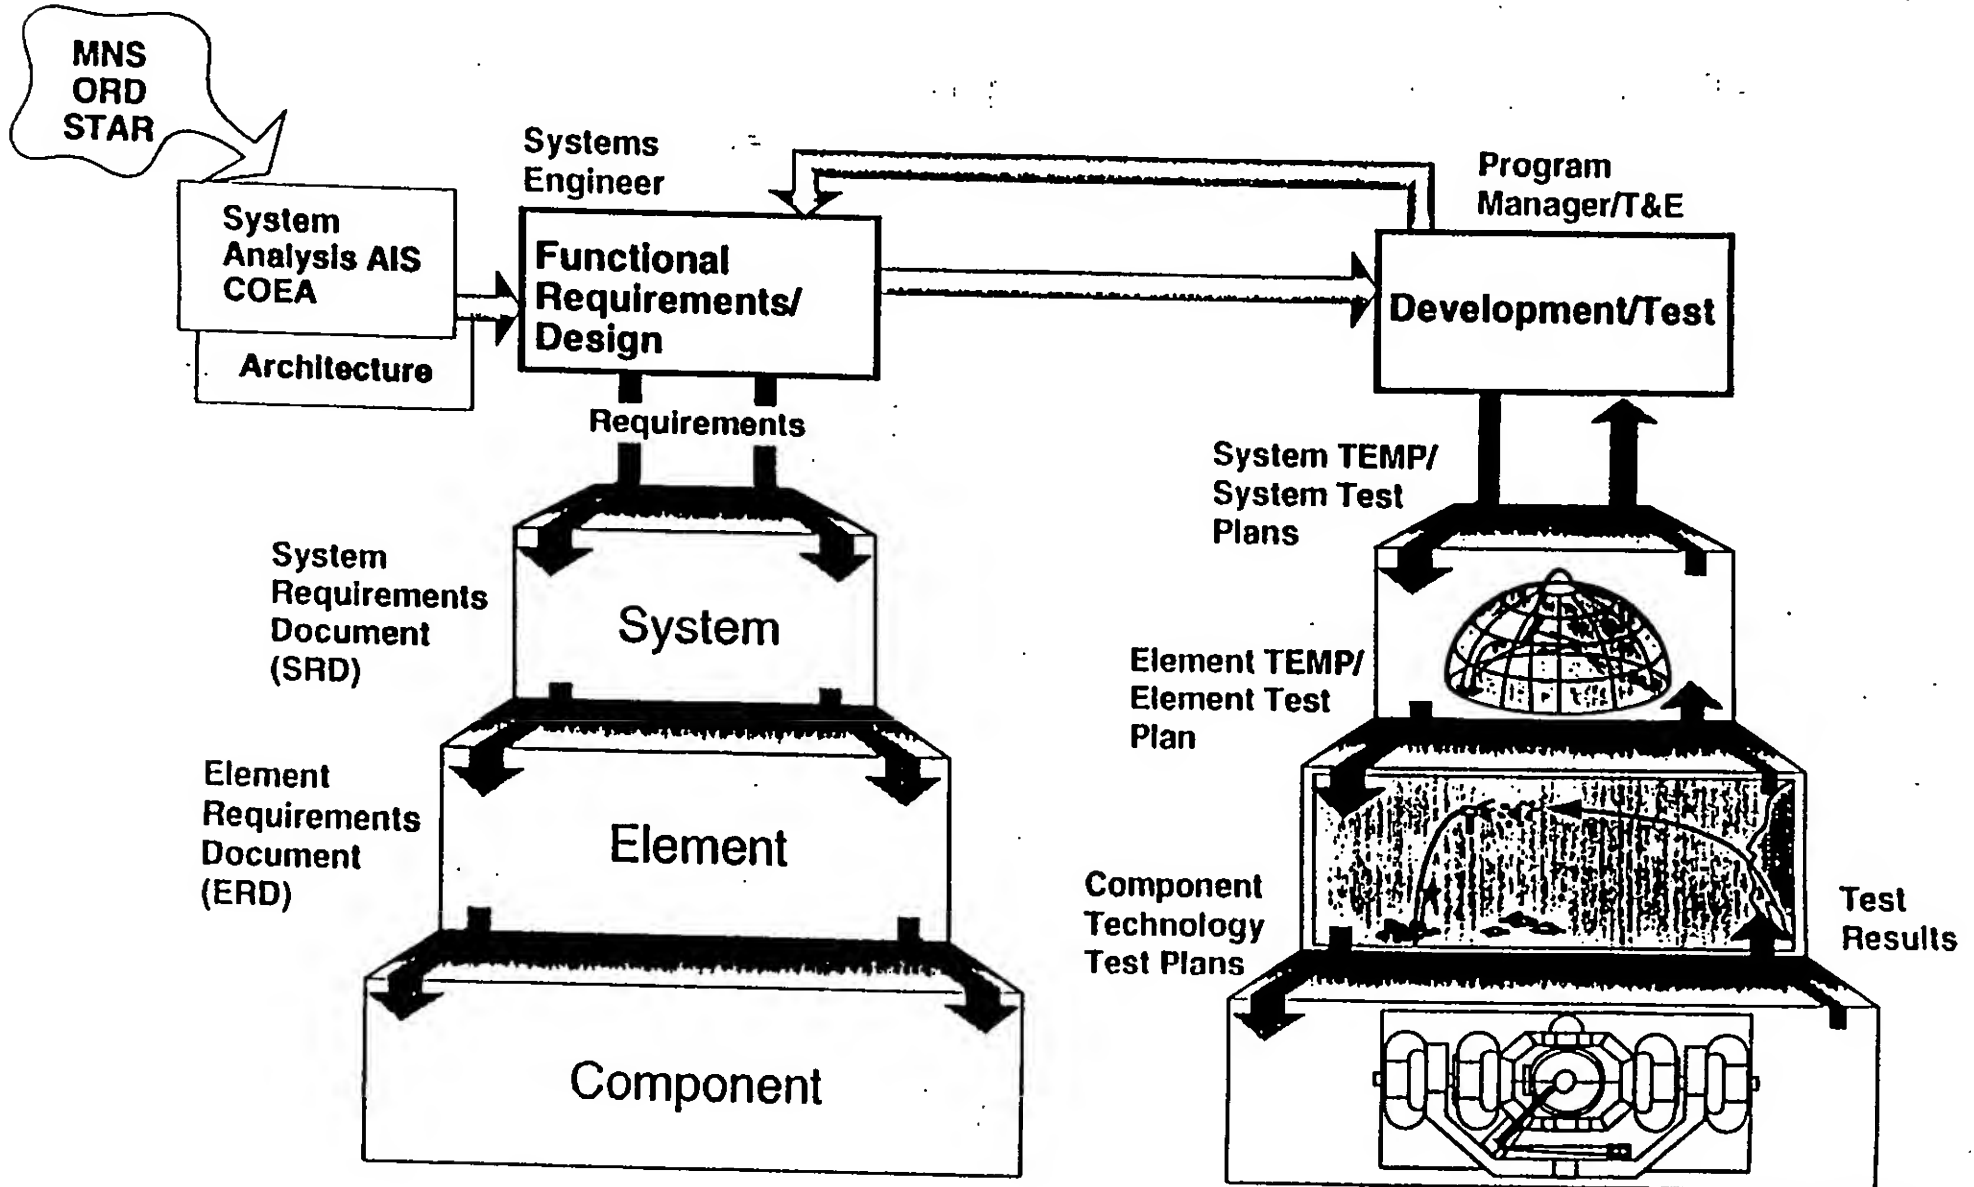 MNS
ORD
STAR
System
Analysis AIS
COEA
Architecture
Systems
Engineer
Functional
Requirements/
Design
Program
Manager/T&E
Development/Test
Requirements
System
Requirements
Document
(SRD)
System
Element
Requirements
Document
(ERD)
Element
Component
System TEMP/
System Test
Plans
Element TEMP/
Element Test
Plan
Component
Technology
Test Plans
Test
Results